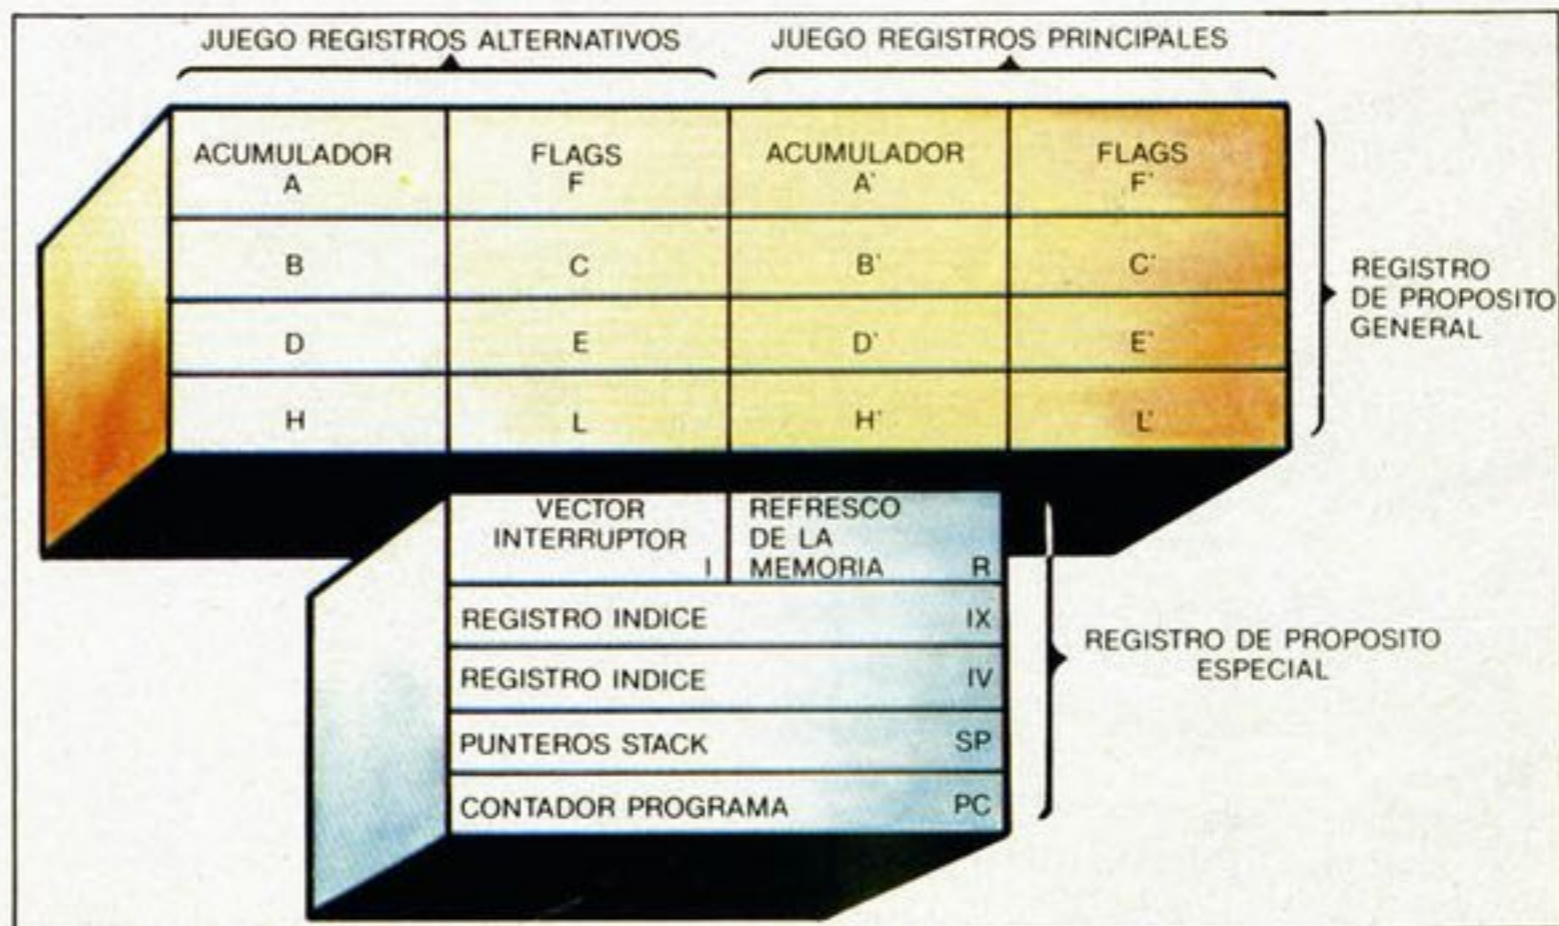 JUEGO REGISTROS ALTERNATIVOS
JUEGO REGISTROS PRINCIPALES
ACUMULADOR
A
FLAGS
F
ACUMULADOR
A'
FLAGS
F'
B
C
B'
C'
D
E
D'
E'
H
L
H'
L'
REGISTRO
DE PROPOSITO
GENERAL
VECTOR
INTERRUPTOR
I
REFRESCO
DE LA
MEMORIA R
REGISTRO INDICE IX
REGISTRO INDICE IV
PUNTEROS STACK SP
CONTADOR PROGRAMA PC
REGISTRO DE PROPOSITO
ESPECIAL